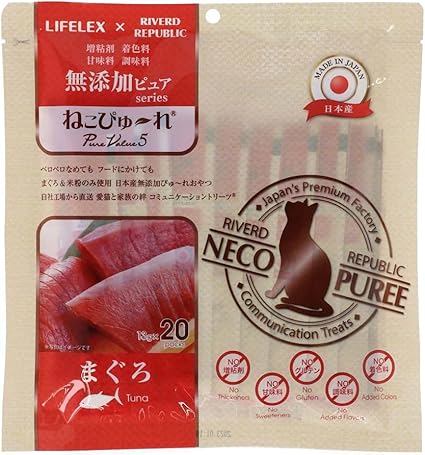 LIFELEX × RIVERD REPUBLIC
増粘剤 着色料
甘味料 調味料
無添加ピュア
series
ねこぴゅ〜れ®
PureValue5
ペロペロなめても フードにかけても
まぐろ&米粉のみ使用 日本産無添加ぴゅ〜れおやつ
自社工場から直送 愛猫と家族の絆 コミュニケーショントリーツ®
MADE IN JAPAN
日本産
Japan's Premium Factory
RIVERD
NECO
REPUBLIC
PUREE
Communication Treats
13g×20
packs
まぐろ
Tuna
NO 増粘剤
No Thickeners
NO 甘味料
No Sweeteners
NO グルテン
No Gluten
NO 調味料
No Added Flavors
NO 着色料
No Added Colors